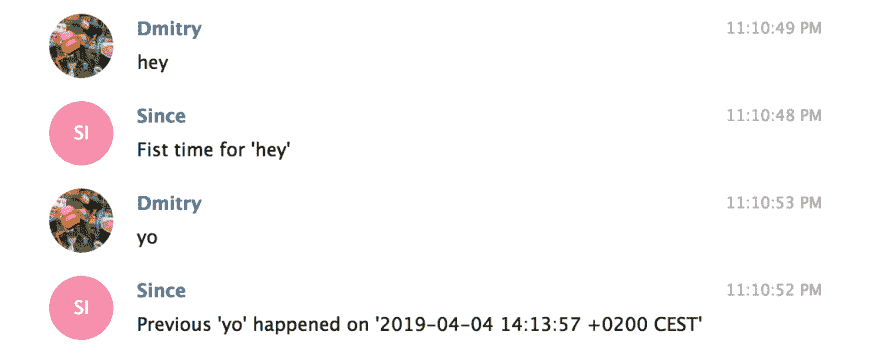 Dmitry 11:10:49 PM
hey
SI Since 11:10:48 PM
Fist time for 'hey'
Dmitry 11:10:53 PM
yo
SI Since 11:10:52 PM
Previous 'yo' happened on '2019-04-04 14:13:57 +0200 CEST'